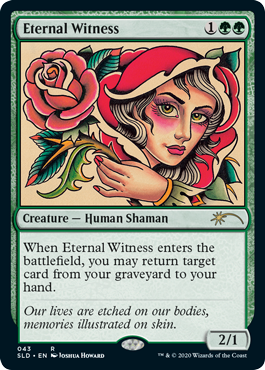 Eternal Witness 1
Creature — Human Shaman
When Eternal Witness enters the
battlefield, you may return target
card from your graveyard to your
hand.
Our lives are etched on our bodies,
memories illustrated on skin.
2/1
043 R
SLD • EN Joshua Howard
™ & © 2020 Wizards of the Coast